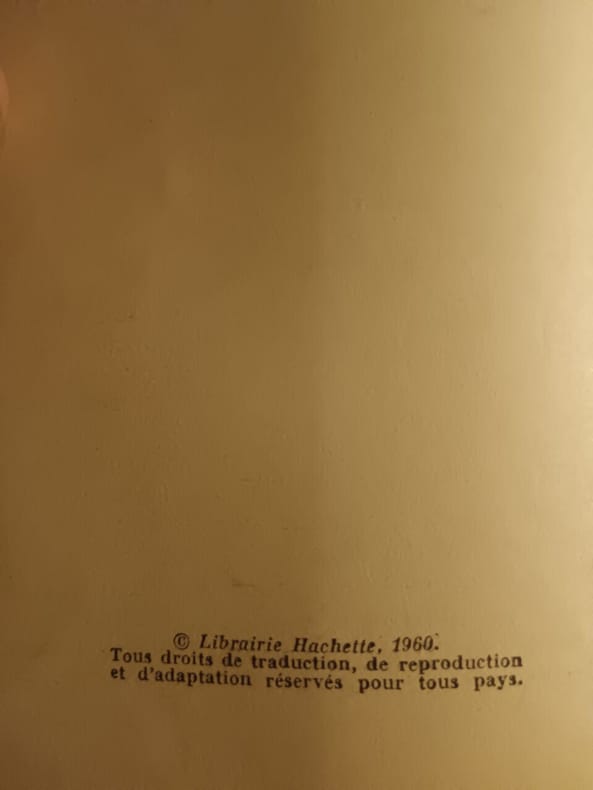 © Librairie Hachette, 1960.
Tous droits de traduction, de reproduction
et d'adaptation réservés pour tous pays.